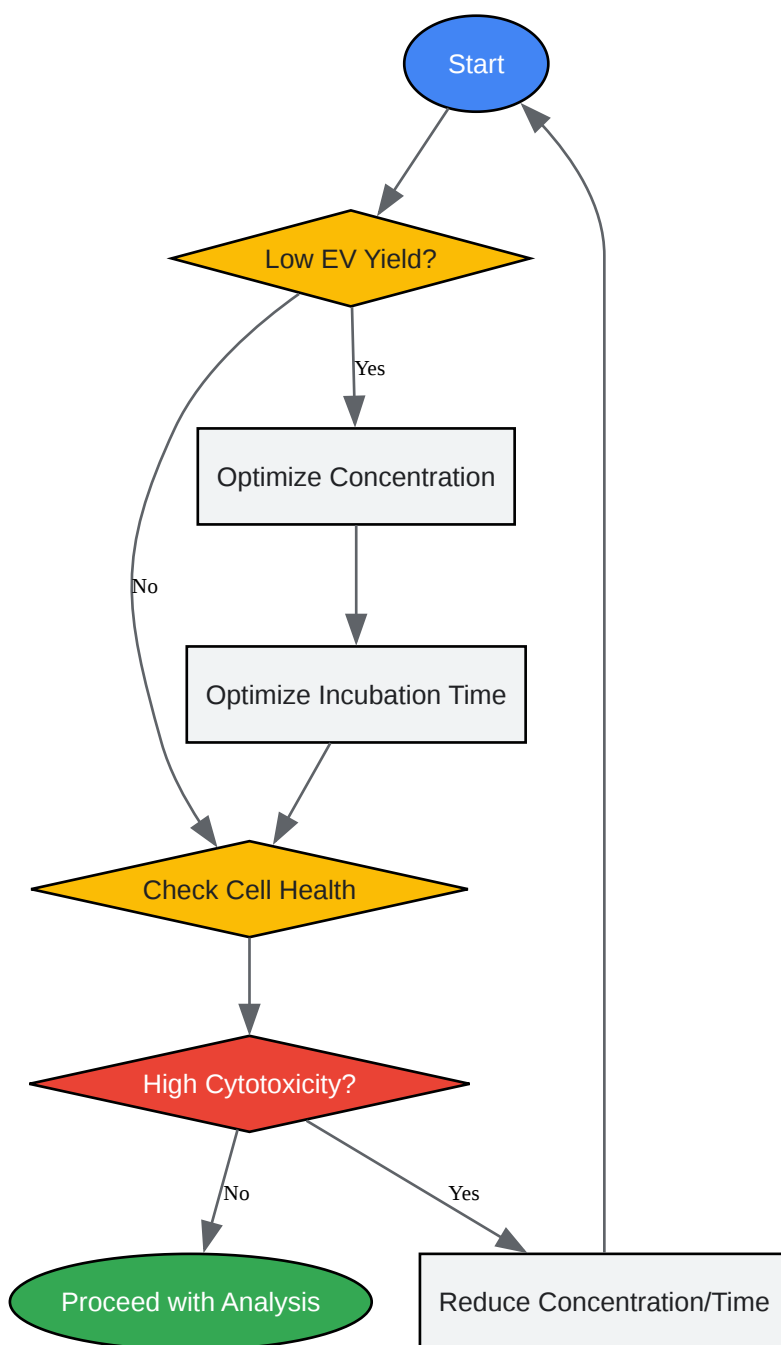 Start
Low EV Yield?
Yes
Optimize Concentration
No
Optimize Incubation Time
Check Cell Health
High Cytotoxicity?
No
Yes
Proceed with Analysis
Reduce Concentration/Time